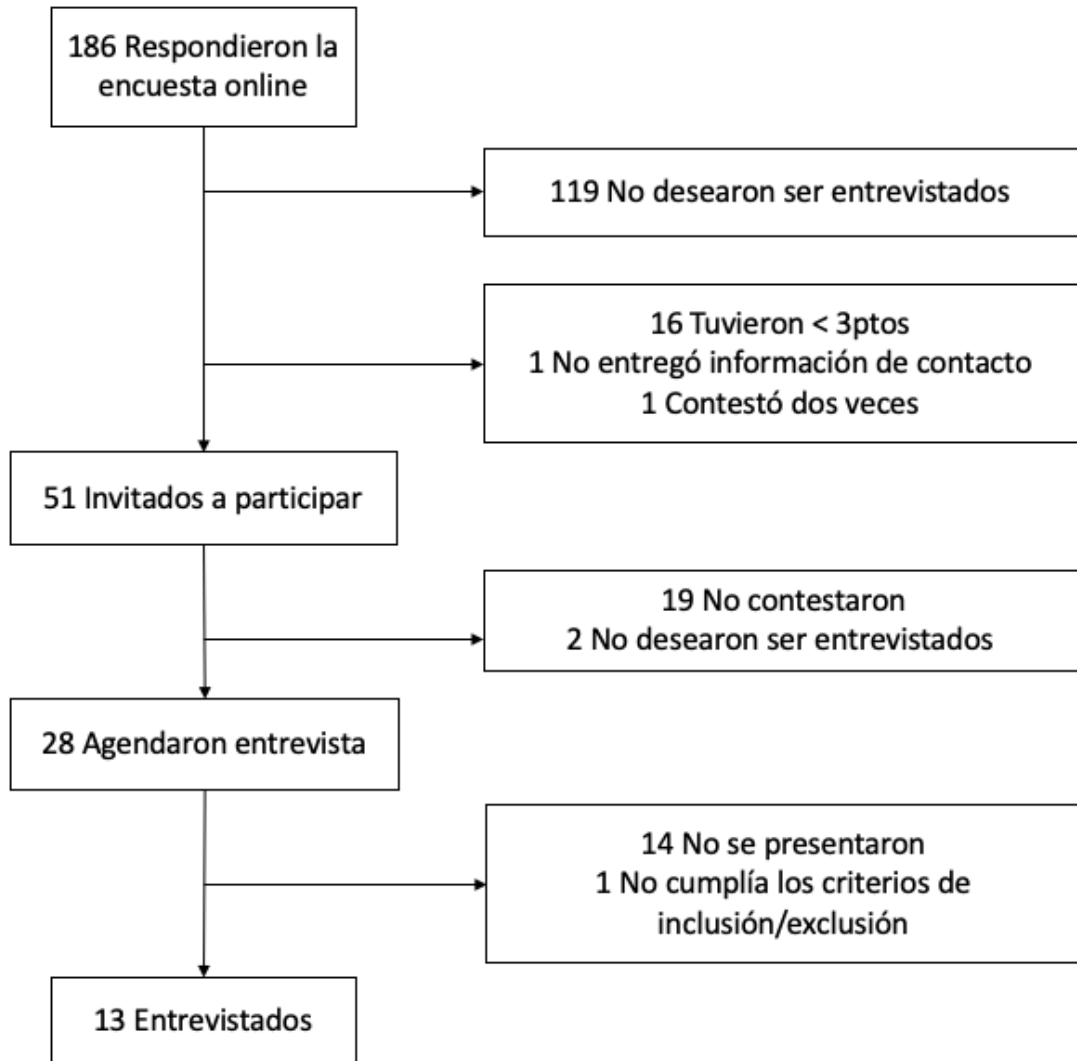 186 Respondieron la
encuesta online
119 No desearon ser entrevistados
16 Tuvieron < 3ptos
1 No entregó información de contacto
1 Contestó dos veces
51 Invitados a participar
19 No contestaron
2 No desearon ser entrevistados
28 Agendaron entrevista
14 No se presentaron
1 No cumplía los criterios de
inclusión/exclusión
13 Entrevistados